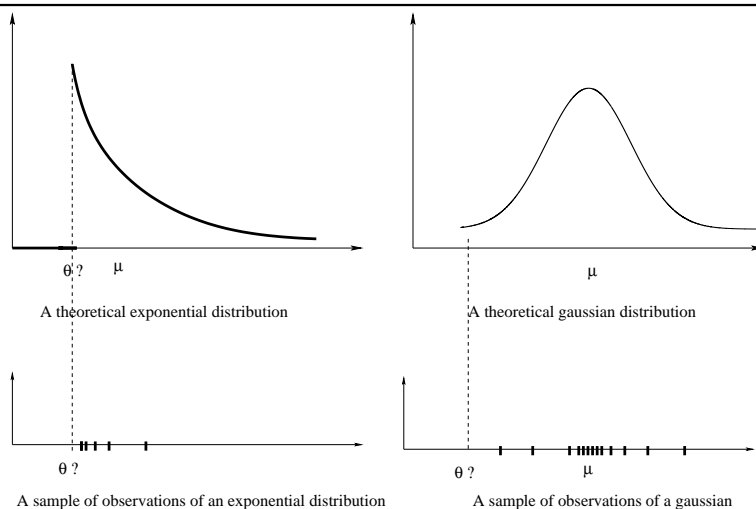 θ ?
μ
μ
A theoretical exponential distribution
A theoretical gaussian distribution
θ ?
θ ?
μ
A sample of observations of an exponential distribution
A sample of observations of a gaussian